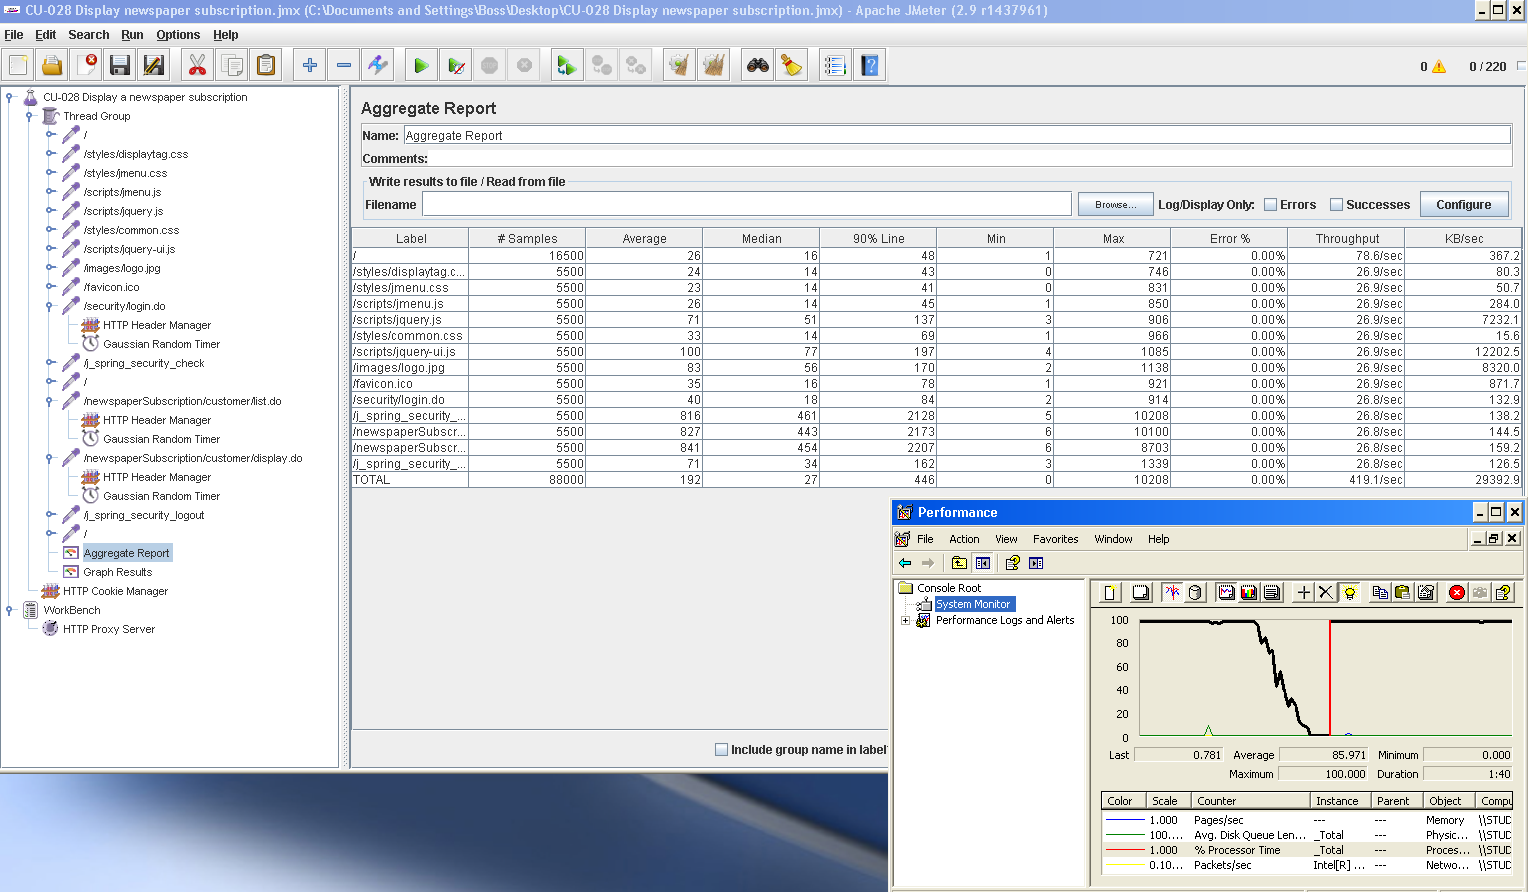 CU-028 Display newspaper subscription.jmx (C:\Documents and Settings\Boss\Desktop\CU-028 Display newspaper subscription.jmx) - Apache JMeter (2.9 r1437961)
File Edit Search Run Options Help
0 0 / 220
CU-028 Display a newspaper subscription
Thread Group
/
/styles/displaytag.css
/styles/jmenu.css
/scripts/jmenu.js
/scripts/jquery.js
/styles/common.css
/scripts/jquery-ui.js
/images/logo.jpg
/favicon.ico
/security/login.do
HTTP Header Manager
Gaussian Random Timer
/j_spring_security_check
/
/newspaperSubscription/customer/list.do
HTTP Header Manager
Gaussian Random Timer
/newspaperSubscription/customer/display.do
HTTP Header Manager
Gaussian Random Timer
/j_spring_security_logout
/
Aggregate Report
Graph Results
HTTP Cookie Manager
WorkBench
HTTP Proxy Server
Aggregate Report
Name: Aggregate Report
Comments:
Write results to file / Read from file
Filename Browse... Log/Display Only: Errors Successes Configure
Label # Samples Average Median 90% Line Min Max Error % Throughput KB/sec
/ 16500 26 16 48 1 721 0.00% 78.6/sec 367.2
/styles/displaytag.c... 5500 24 14 43 0 746 0.00% 26.9/sec 80.3
/styles/jmenu.css 5500 23 14 41 0 831 0.00% 26.9/sec 50.7
/scripts/jmenu.js 5500 26 14 45 1 850 0.00% 26.9/sec 284.0
/scripts/jquery.js 5500 71 51 137 3 906 0.00% 26.9/sec 7232.1
/styles/common.css 5500 33 14 69 1 966 0.00% 26.9/sec 15.6
/scripts/jquery-ui.js 5500 100 77 197 4 1085 0.00% 26.9/sec 12202.5
/images/logo.jpg 5500 83 56 170 2 1138 0.00% 26.9/sec 8320.0
/favicon.ico 5500 35 16 78 1 921 0.00% 26.9/sec 871.7
/security/login.do 5500 40 18 84 2 914 0.00% 26.9/sec 132.9
/j_spring_security_... 5500 816 461 2128 5 10208 0.00% 26.8/sec 138.2
/newspaperSubscr... 5500 827 443 2173 6 10100 0.00% 26.8/sec 144.5
/newspaperSubscr... 5500 841 454 2207 6 8703 0.00% 26.8/sec 159.2
/j_spring_security_... 5500 71 34 162 3 1339 0.00% 26.8/sec 126.5
TOTAL 88000 192 27 446 0 10208 0.00% 419.1/sec 29392.9
Include group name in label?
Performance
File Action View Favorites Window Help
Console Root
System Monitor
Performance Logs and Alerts
100
80
60
40
20
0
Last 0.781 Average 85.971 Minimum 0.000
Maximum 100.000 Duration 1:40
Color Scale Counter Instance Parent Object Compu
1.000 Pages/sec --- --- Memory \\STUD
100.... Avg. Disk Queue Len... _Total --- Physic... \\STUD
1.000 % Processor Time _Total --- Proces... \\STUD
0.10... Packets/sec Intel[R] ... --- Netwo... \\STUD